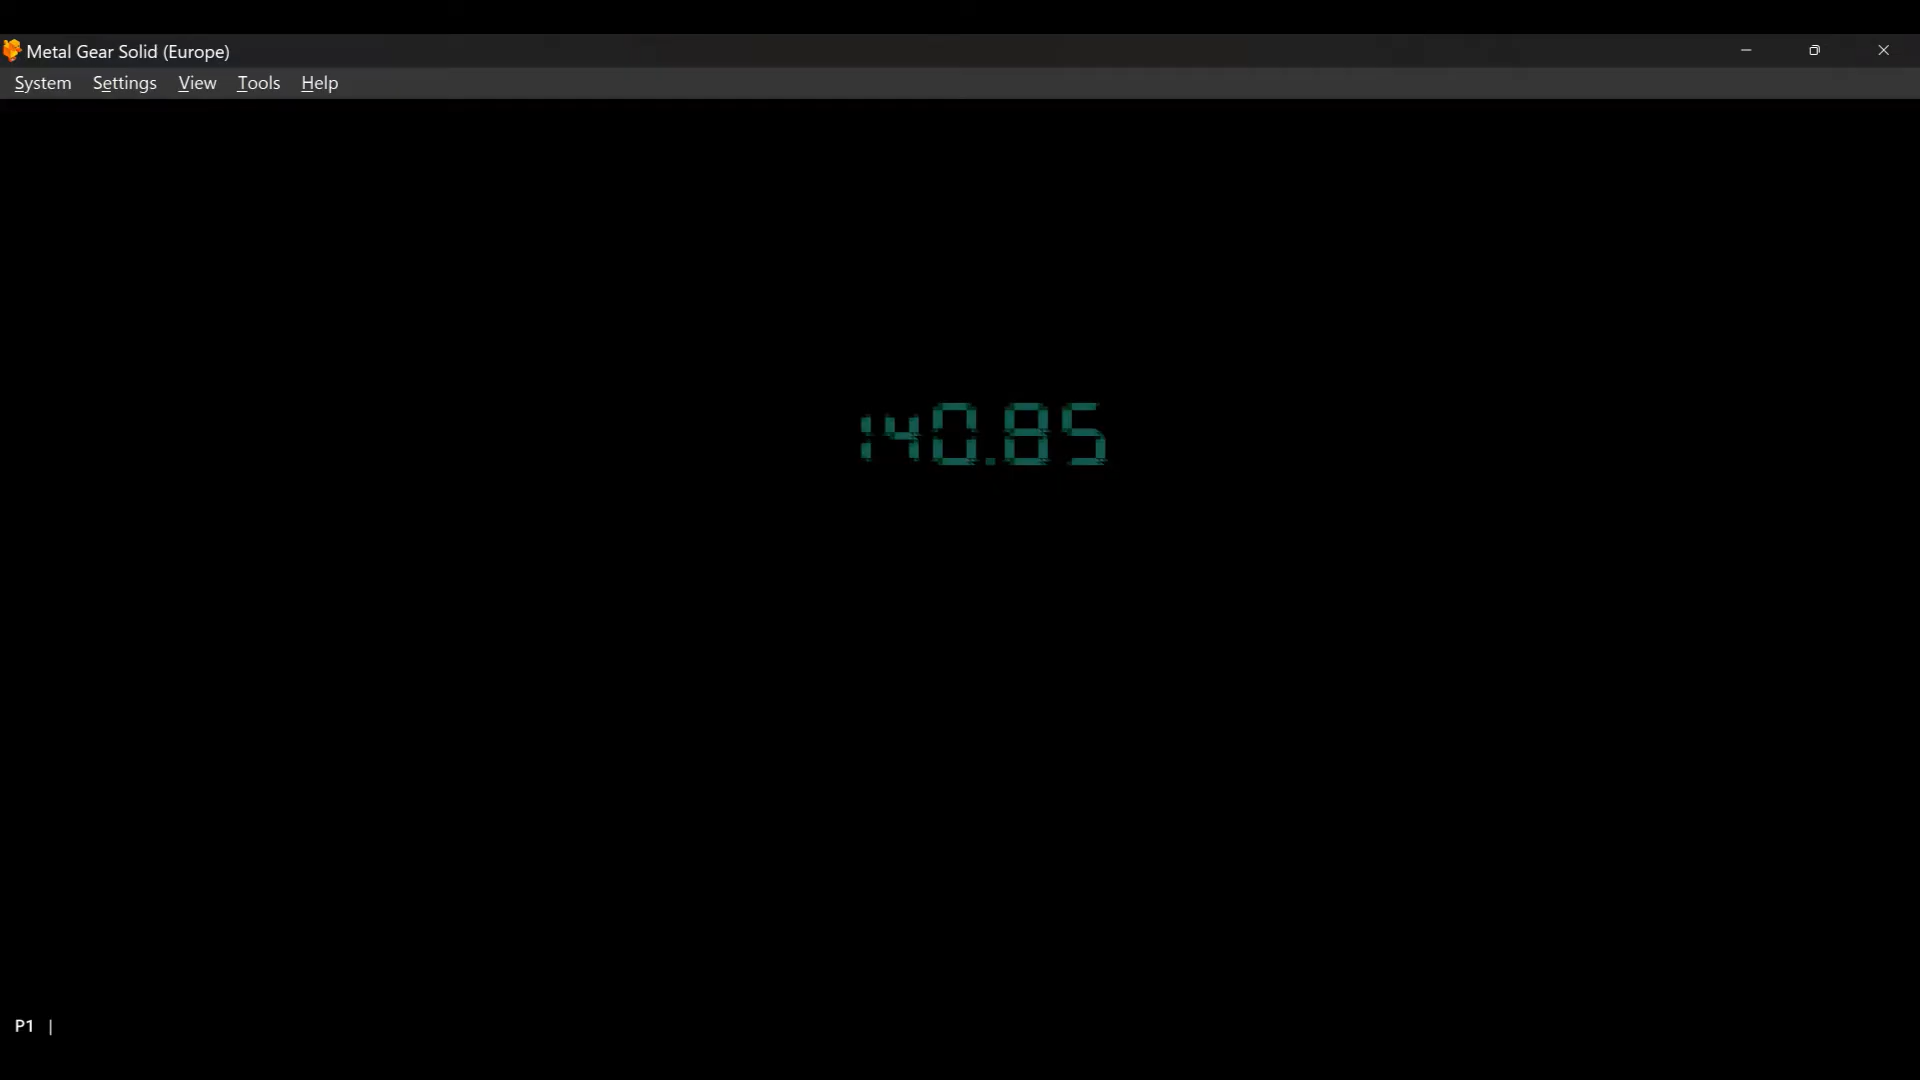 Metal Gear Solid (Europe)
System Settings View Tools Help
140.85
P1 |